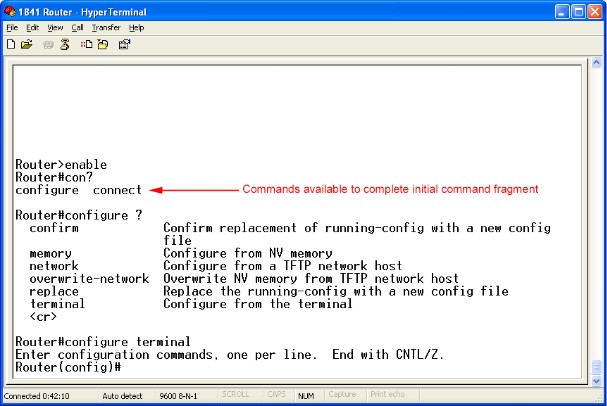 1841 Router - HyperTerminal
File Edit View Call Transfer Help
Router>enable
Router#con?
configure connect
Commands available to complete initial command fragment
Router#configure ?
confirm Confirm replacement of running-config with a new config
file
memory Configure from NV memory
network Configure from a TFTP network host
overwrite-network Overwrite NV memory from TFTP network host
replace Replace the running-config with a new config file
terminal Configure from the terminal
<cr>
Router#configure terminal
Enter configuration commands, one per line. End with CNTL/Z.
Router(config)#
Connected 0:42:10 Auto detect 9600 8-N-1 SCROLL CAPS NUM Capture Print echo